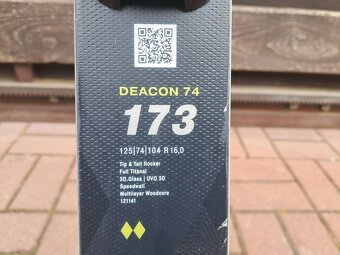 DEACON 74
173
125|74|104 R 16,0
Tip & Tail Rocker
Full Titanal
3D.Glass | UVO 3D
Speedwall
Multilayer Woodcore
121141